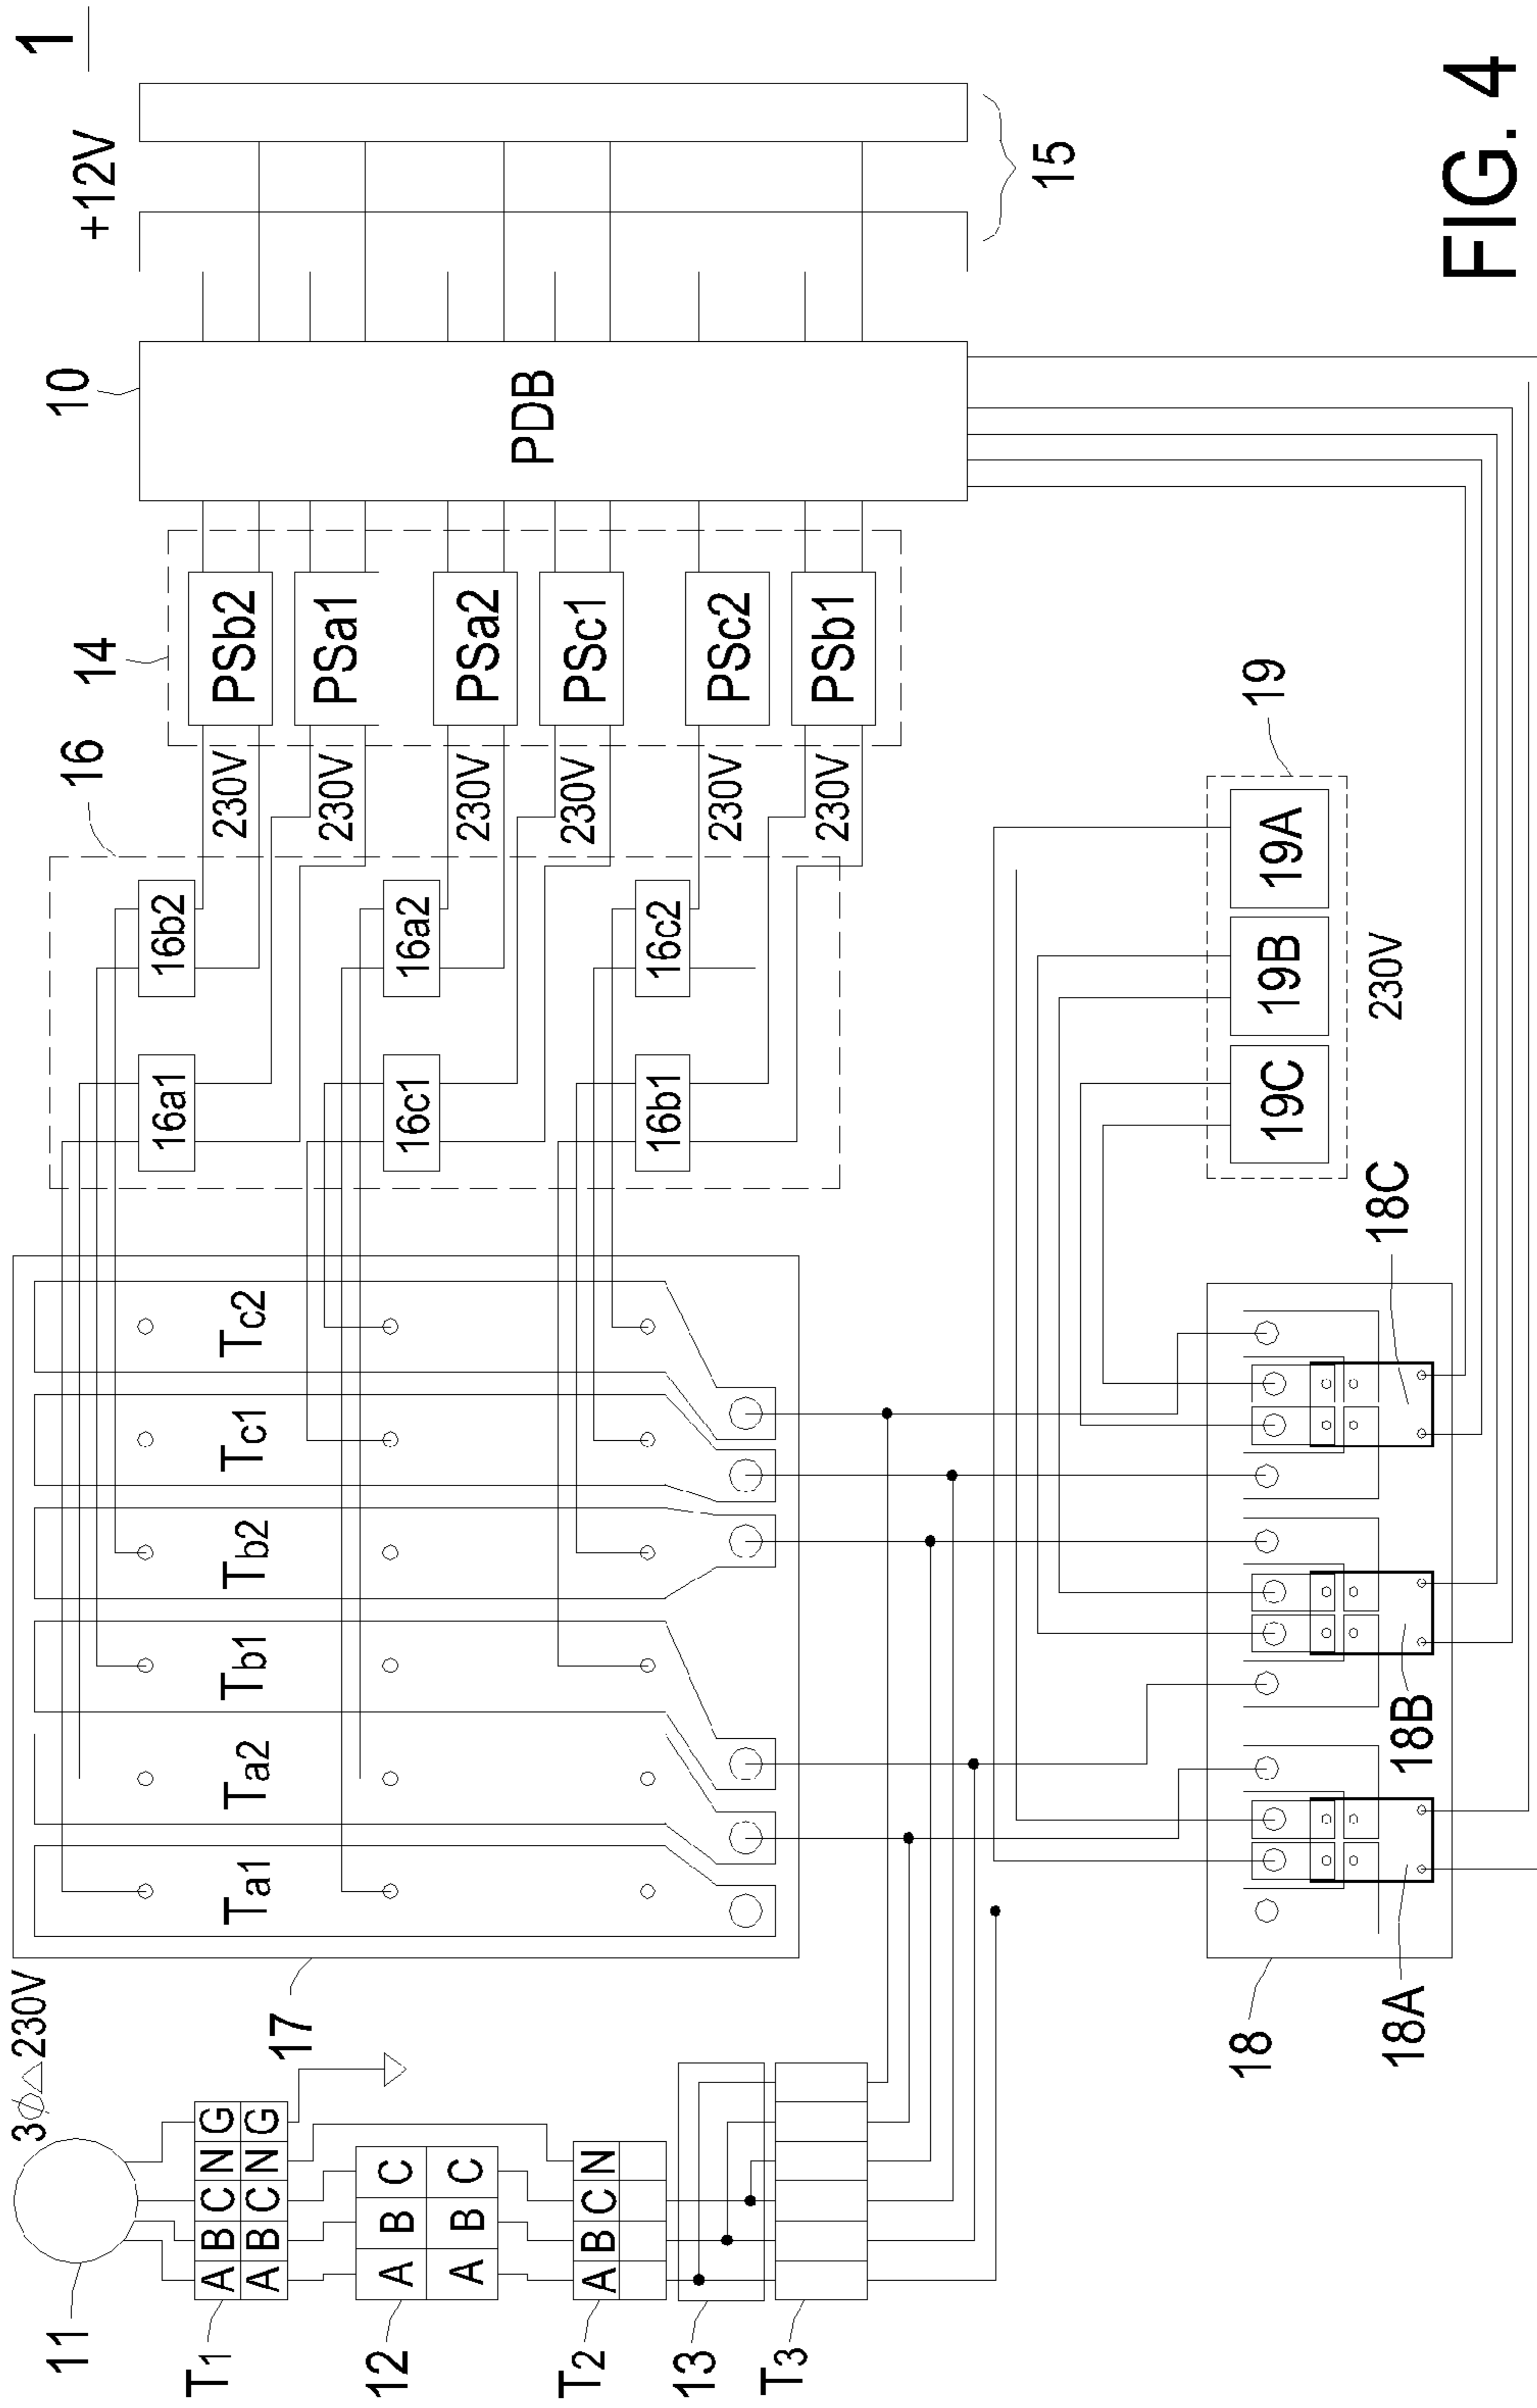 1
+12V
10
PDB
15
14
PSb2
PSa1
PSa2
PSc1
PSc2
PSb1
16
230V
230V
230V
230V
230V
230V
16b2
16a2
16c2
16a1
16c1
16b1
19
19A
19B
19C
230V
17
Tc2
Tc1
Tb2
Tb1
Ta2
Ta1
18C
18B
18A
18
3⌀△230V
11
A B C N G
A B C N G
T1
A B C
A B C
12
A B C N
T2
13
T3
FIG. 4